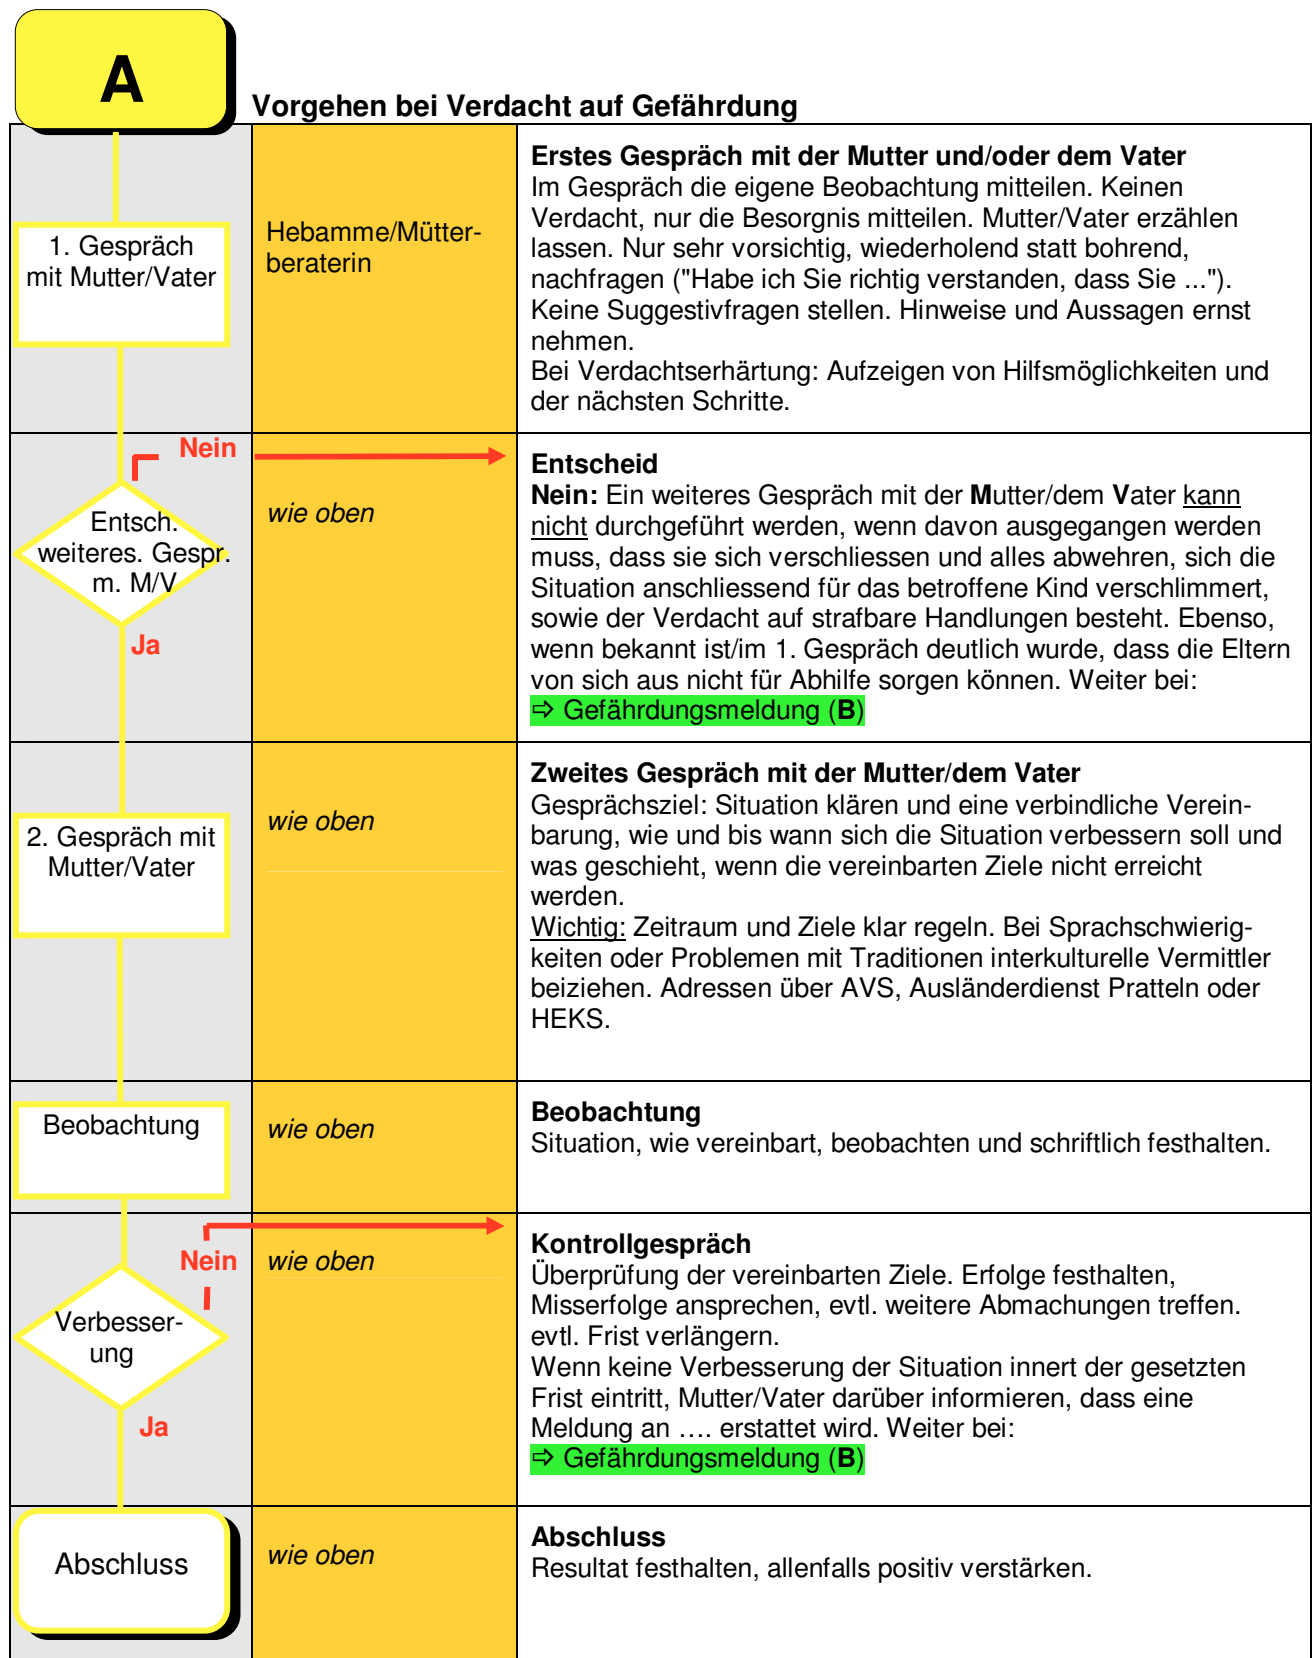 A
Vorgehen bei Verdacht auf Gefährdung
1. Gespräch
mit Mutter/Vater
Hebamme/Mütter-
beraterin
Erstes Gespräch mit der Mutter und/oder dem Vater
Im Gespräch die eigene Beobachtung mitteilen. Keinen
Verdacht, nur die Besorgnis mitteilen. Mutter/Vater erzählen
lassen. Nur sehr vorsichtig, wiederholend statt bohrend,
nachfragen ("Habe ich Sie richtig verstanden, dass Sie ...").
Keine Suggestivfragen stellen. Hinweise und Aussagen ernst
nehmen.
Bei Verdachtserhärtung: Aufzeigen von Hilfsmöglichkeiten und
der nächsten Schritte.
Nein
Entsch.
weiteres. Gespr.
m. M/V
Ja
wie oben
Entscheid
Nein: Ein weiteres Gespräch mit der Mutter/dem Vater kann
nicht durchgeführt werden, wenn davon ausgegangen werden
muss, dass sie sich verschliessen und alles abwehren, sich die
Situation anschliessend für das betroffene Kind verschlimmert,
sowie der Verdacht auf strafbare Handlungen besteht. Ebenso,
wenn bekannt ist/im 1. Gespräch deutlich wurde, dass die Eltern
von sich aus nicht für Abhilfe sorgen können. Weiter bei:
⇨ Gefährdungsmeldung (B)
2. Gespräch mit
Mutter/Vater
wie oben
Zweites Gespräch mit der Mutter/dem Vater
Gesprächsziel: Situation klären und eine verbindliche Verein-
barung, wie und bis wann sich die Situation verbessern soll und
was geschieht, wenn die vereinbarten Ziele nicht erreicht
werden.
Wichtig: Zeitraum und Ziele klar regeln. Bei Sprachschwierig-
keiten oder Problemen mit Traditionen interkulturelle Vermittler
beiziehen. Adressen über AVS, Ausländerdienst Pratteln oder
HEKS.
Beobachtung
wie oben
Beobachtung
Situation, wie vereinbart, beobachten und schriftlich festhalten.
Nein
Verbesser-
ung
Ja
wie oben
Kontrollgespräch
Überprüfung der vereinbarten Ziele. Erfolge festhalten,
Misserfolge ansprechen, evtl. weitere Abmachungen treffen.
evtl. Frist verlängern.
Wenn keine Verbesserung der Situation innert der gesetzten
Frist eintritt, Mutter/Vater darüber informieren, dass eine
Meldung an …. erstattet wird. Weiter bei:
⇨ Gefährdungsmeldung (B)
Abschluss
wie oben
Abschluss
Resultat festhalten, allenfalls positiv verstärken.